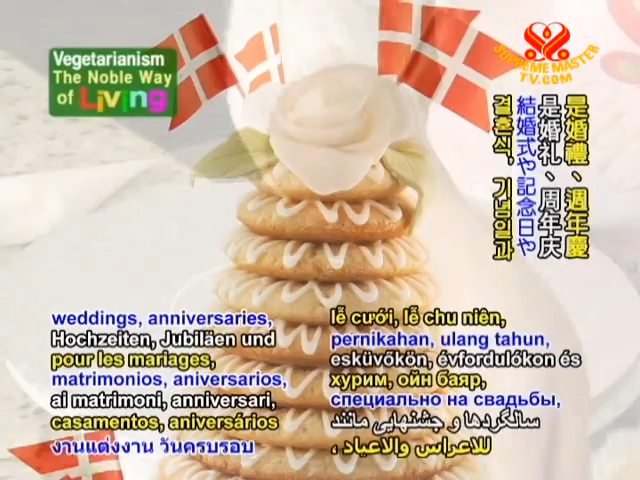 Vegetarianism
The Noble Way
of Living
SUPREME MASTER
TV.COM
是婚禮、週年慶
是婚礼、周年庆
結婚式や記念日や
결혼식, 기념일과
weddings, anniversaries,
Hochzeiten, Jubiläen und
pour les mariages,
matrimonios, aniversarios,
ai matrimoni, anniversari,
casamentos, aniversários
งานแต่งงาน วันครบรอบ
lễ cưới, lễ chu niên,
pernikahan, ulang tahun,
esküvőkön, évfordulókon és
хурим, ойн баяр,
специально на свадьбы,
سالگردها و جشنهایی مانند
للاعراس والاعياد ،